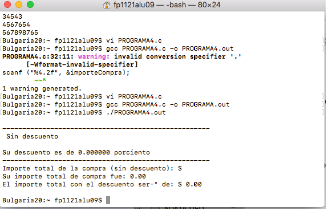 fp1121alu09 — -bash — 80×24
34543
4567654
567898765
Bulgaria20:~ fp1121alu09$ vi PROGRAMA4.c
Bulgaria20:~ fp1121alu09$ gcc PROGRAMA4.c -o PROGRAMA4.out
PROGRAMA4.c:32:11: warning: invalid conversion specifier '.'
[-Wformat-invalid-specifier]
scanf ("%4.2f", &importeCompra);
~~^
1 warning generated.
Bulgaria20:~ fp1121alu09$ vi PROGRAMA4.c
Bulgaria20:~ fp1121alu09$ gcc PROGRAMA4.c -o PROGRAMA4.out
Bulgaria20:~ fp1121alu09$ ./PROGRAMA4.out
Sin descuento
Su descuento es de 0.000000 porciento
Importe total de la compra (sin descuento): S
Su importe total de compra fue: 0.00
El importe total con el descuento ser-" de: S 0.00
Bulgaria20:~ fp1121alu09$